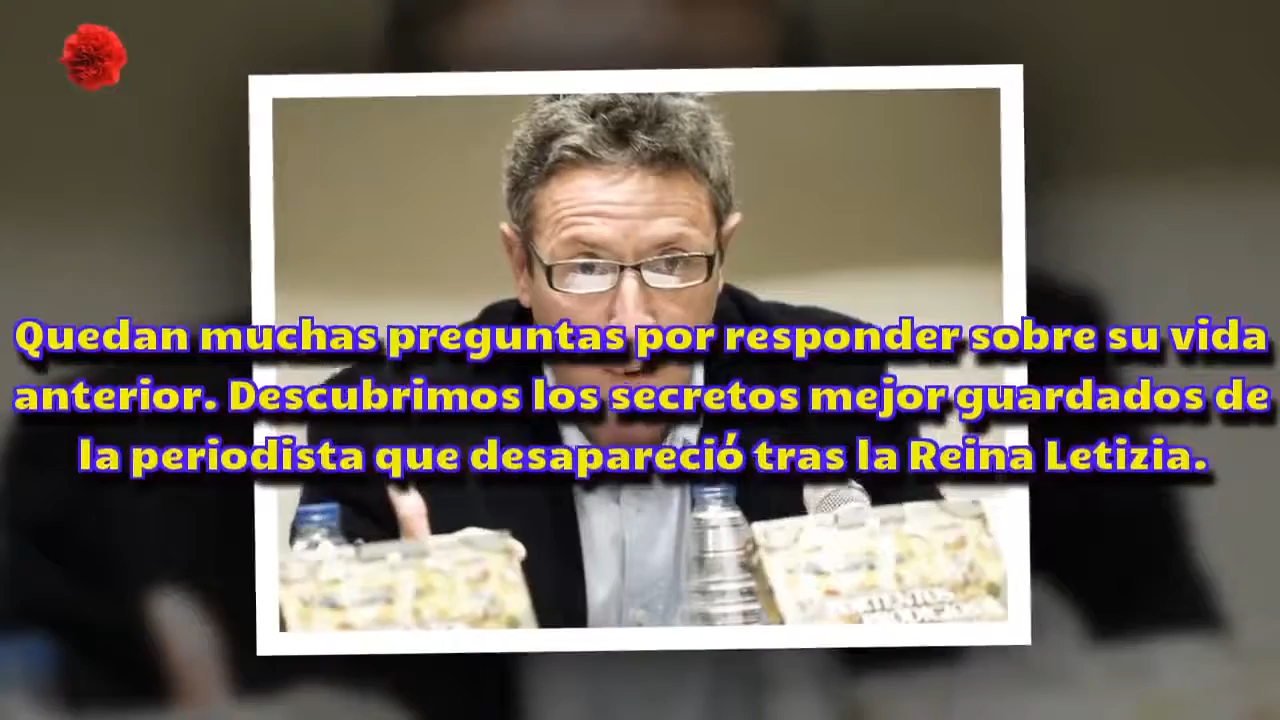 Quedan muchas preguntas por responder sobre su vida
anterior. Descubrimos los secretos mejor guardados de
la periodista que desapareció tras la Reina Letizia.